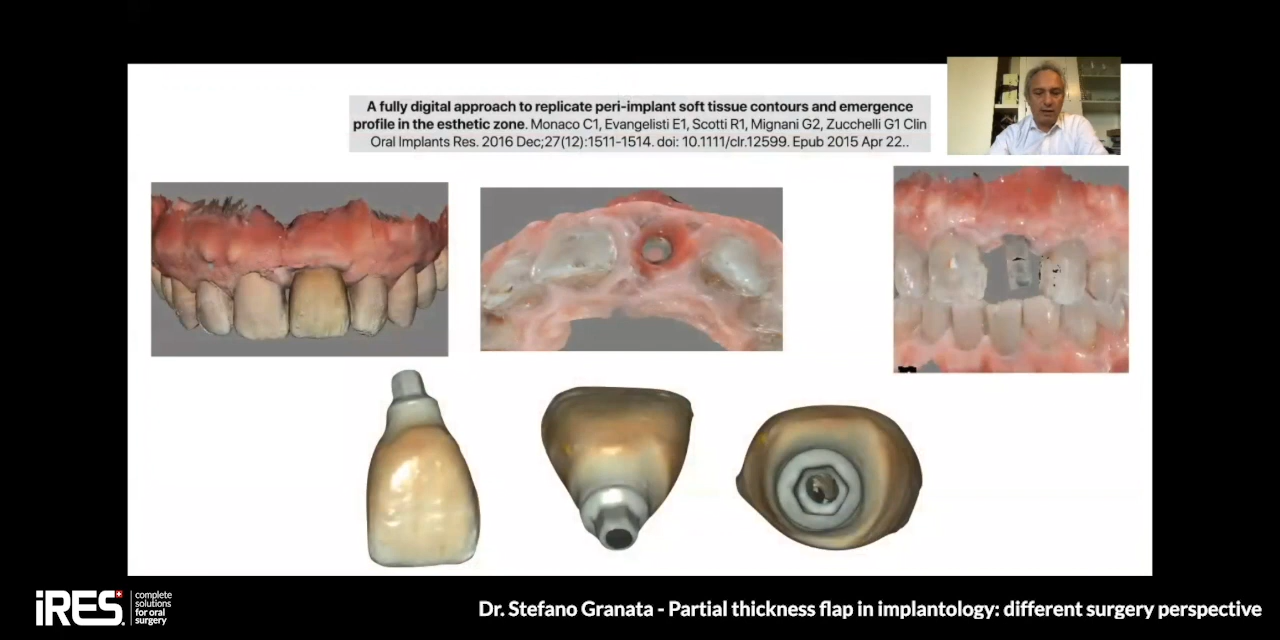 A fully digital approach to replicate peri-implant soft tissue contours and emergence
profile in the esthetic zone. Monaco C1, Evangelisti E1, Scotti R1, Mignani G2, Zucchelli G1 Clin
Oral Implants Res. 2016 Dec;27(12):1511-1514. doi: 10.1111/clr.12599. Epub 2015 Apr 22..
iRES.
complete
solutions
for oral
surgery
Dr. Stefano Granata - Partial thickness flap in implantology: different surgery perspective